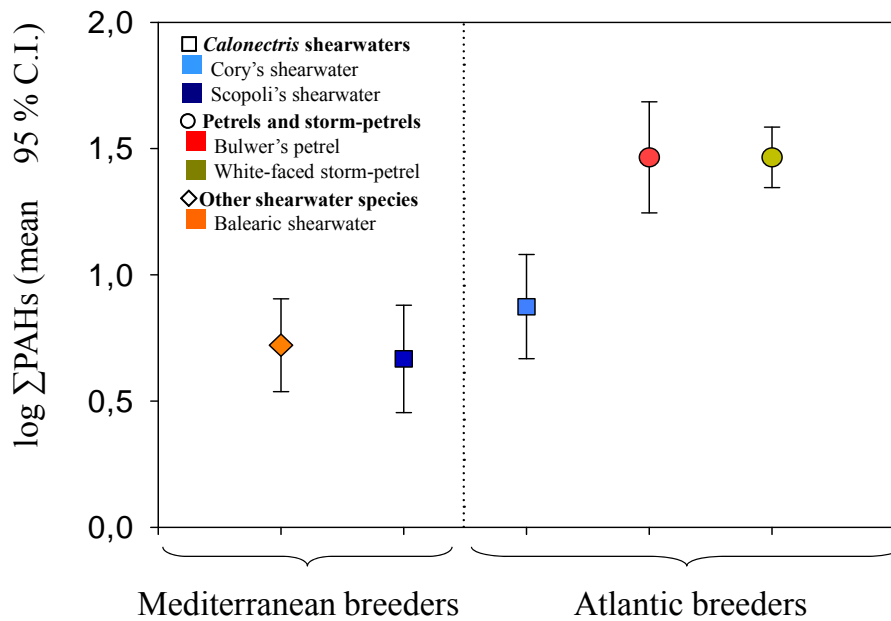 log ∑PAHs (mean 95 % C.I.)
2,0
1,5
1,0
0,5
0,0
Calonectris shearwaters
Cory's shearwater
Scopoli's shearwater
Petrels and storm-petrels
Bulwer's petrel
White-faced storm-petrel
Other shearwater species
Balearic shearwater
Mediterranean breeders
Atlantic breeders